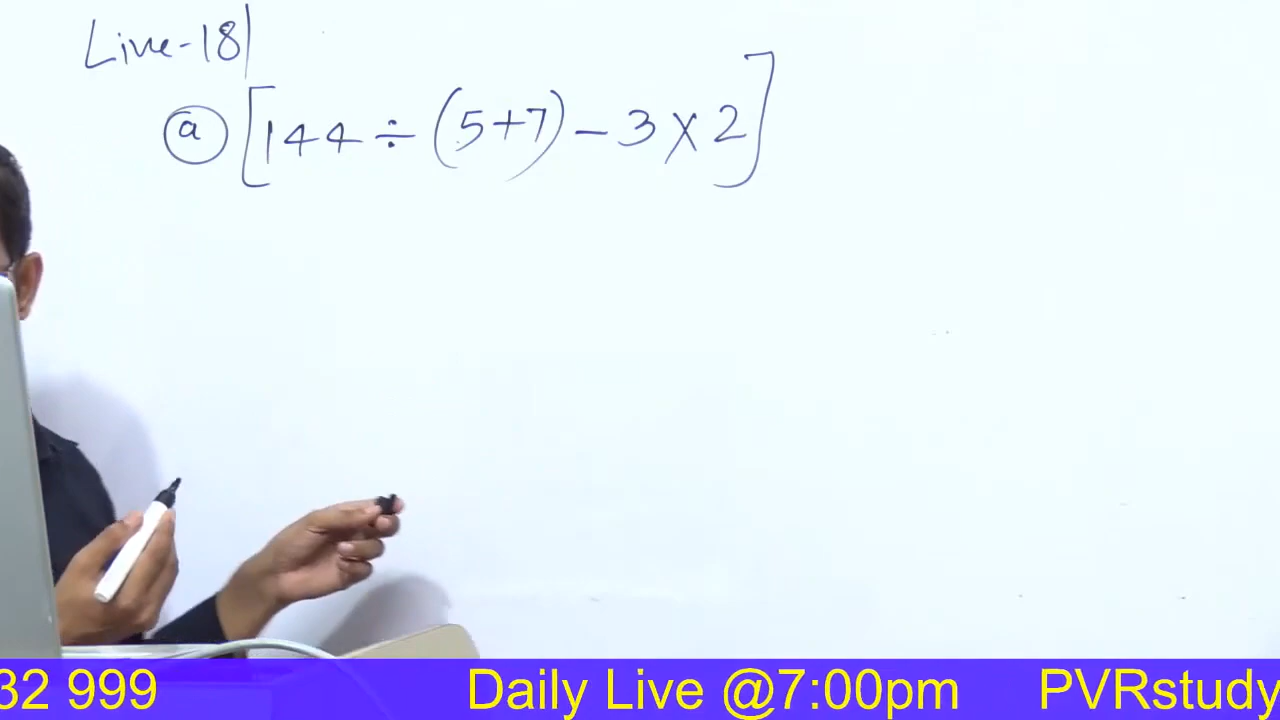 Live-18|
a [144 ÷ (5+7) - 3 X 2]
32 999 Daily Live @7:00pm PVRstudy